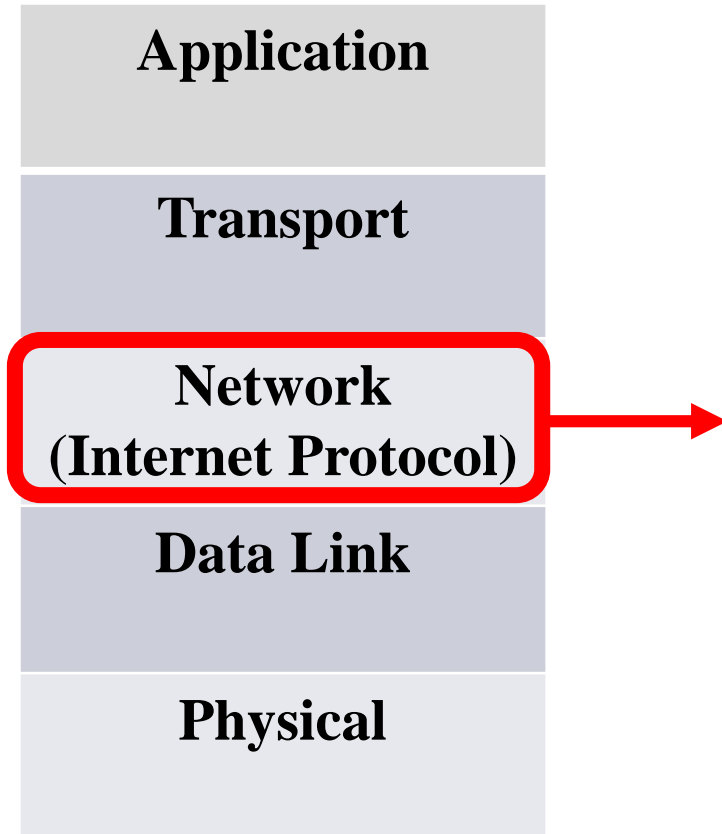 Application
Transport
Network
(Internet Protocol)
Data Link
Physical